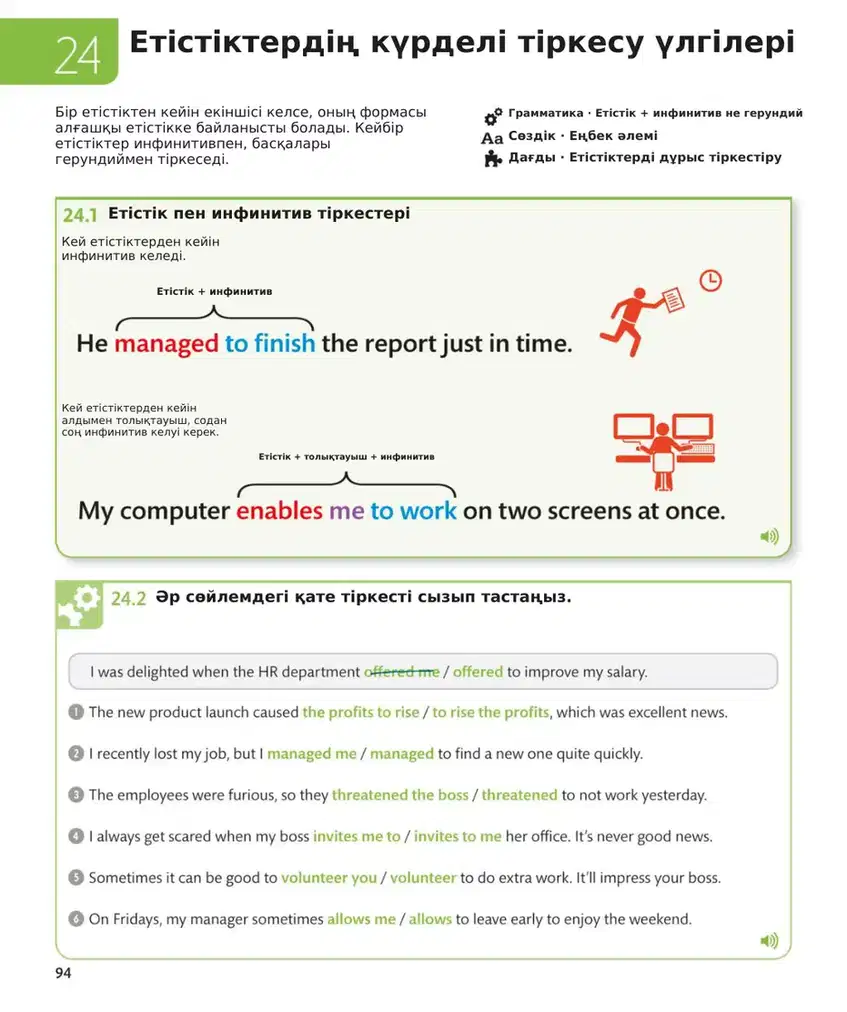 24
Етістіктердің күрделі тіркесу үлгілері
Бір етістіктен кейін екіншісі келсе, оның формасы
алғашқы етістікке байланысты болады. Кейбір
етістіктер инфинитивпен, басқалары
герундиймен тіркеседі.
Грамматика · Етістік + инфинитив не герундий
Aa Сөздік · Еңбек әлемі
Дағды · Етістіктерді дұрыс тіркестіру
24.1 Етістік пен инфинитив тіркестері
Кей етістіктерден кейін
инфинитив келеді.
Етістік + инфинитив
He managed to finish the report just in time.
Кей етістіктерден кейін
алдымен толықтауыш, содан
соң инфинитив келуі керек.
Етістік + толықтауыш + инфинитив
My computer enables me to work on two screens at once.
24.2 Әр сөйлемдегі қате тіркесті сызып тастаңыз.
I was delighted when the HR department offered me / offered to improve my salary.
1 The new product launch caused the profits to rise / to rise the profits, which was excellent news.
2 I recently lost my job, but I managed me / managed to find a new one quite quickly.
3 The employees were furious, so they threatened the boss / threatened to not work yesterday.
4 I always get scared when my boss invites me to / invites to me her office. It's never good news.
5 Sometimes it can be good to volunteer you / volunteer to do extra work. It'll impress your boss.
6 On Fridays, my manager sometimes allows me / allows to leave early to enjoy the weekend.
94